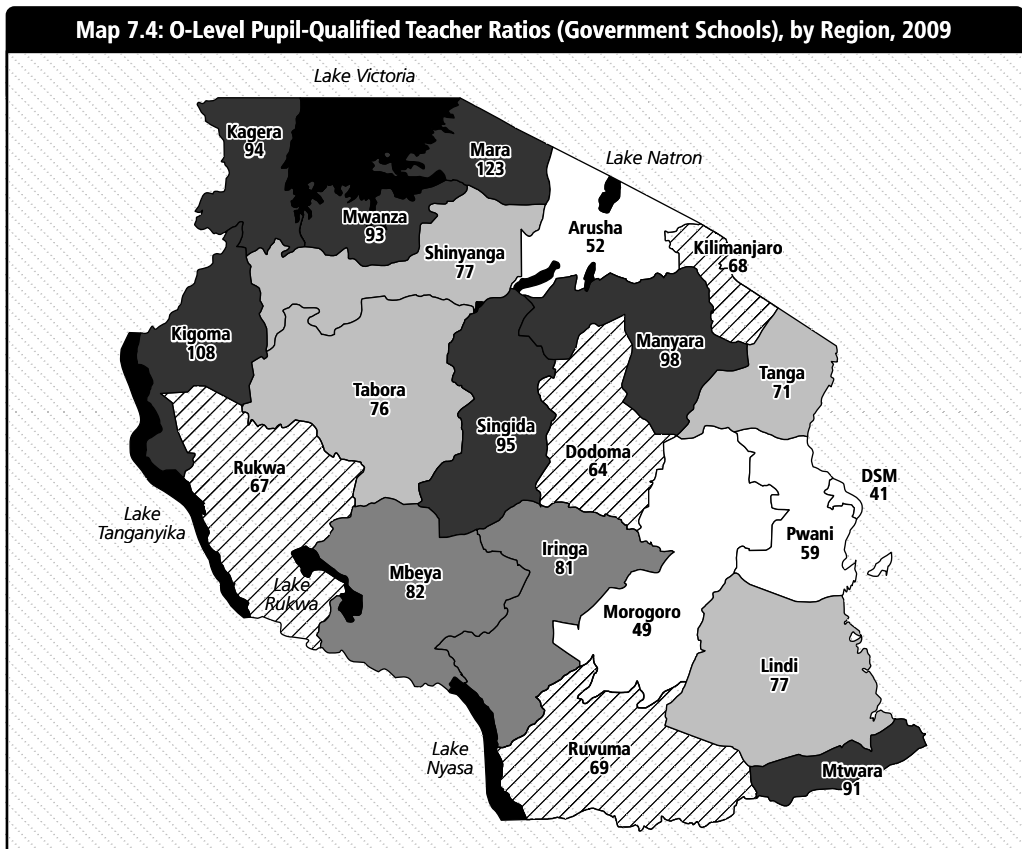 Map 7.4: O-Level Pupil-Qualified Teacher Ratios (Government Schools), by Region, 2009
Lake Victoria
Kagera
94
Mara
123
Lake Natron
Mwanza
93
Arusha
52
Shinyanga
77
Kilimanjaro
68
Kigoma
108
Manyara
98
Tanga
71
Tabora
76
Singida
95
Dodoma
64
Rukwa
67
DSM
41
Lake
Tanganyika
Pwani
59
Iringa
81
Mbeya
82
Lake
Rukwa
Morogoro
49
Lindi
77
Lake
Nyasa
Ruvuma
69
Mtwara
91